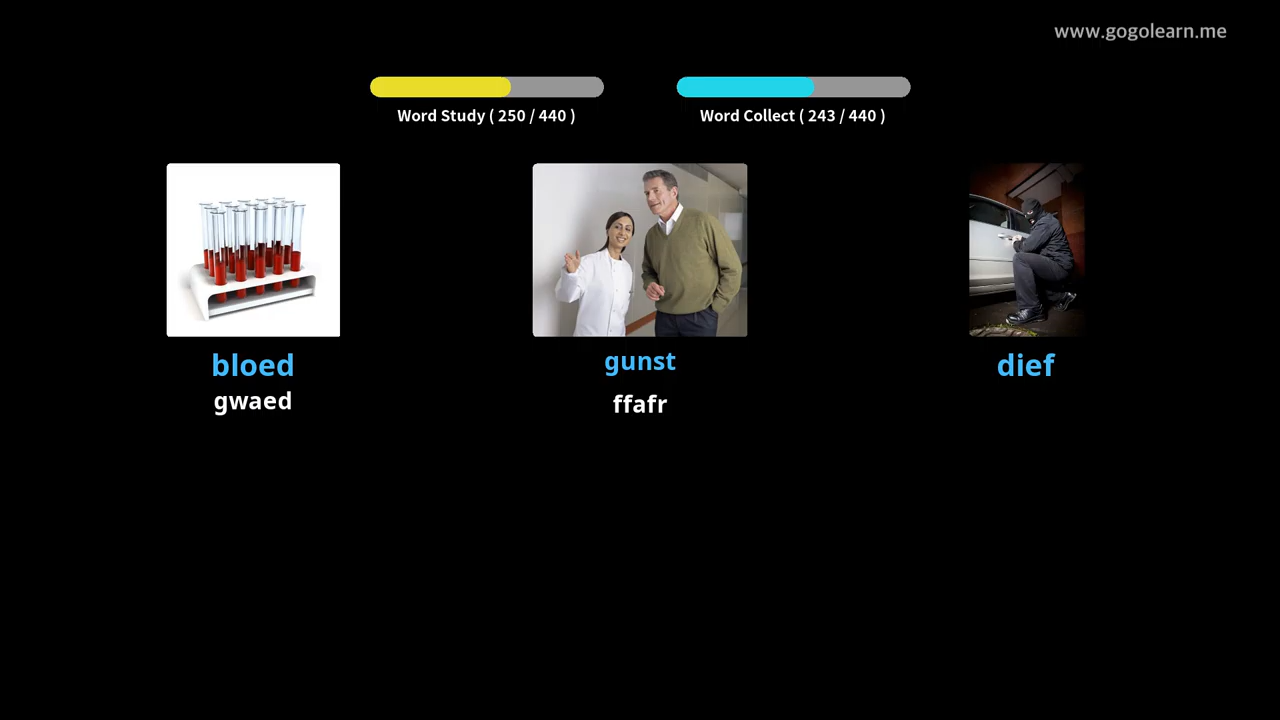 www.gogolearn.me
Word Study ( 250 / 440 )
Word Collect ( 243 / 440 )
bloed
gwaed
gunst
ffafr
dief